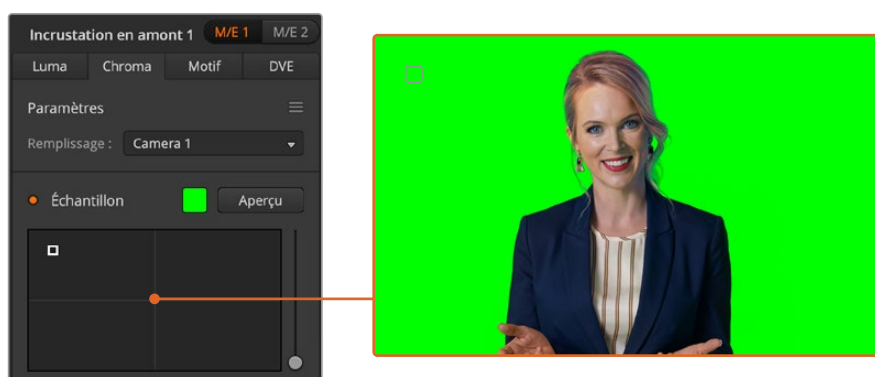 Incrustation en amont 1 M/E 1 M/E 2
Luma Chroma Motif DVE
Paramètres
Remplissage : Camera 1
Échantillon Aperçu